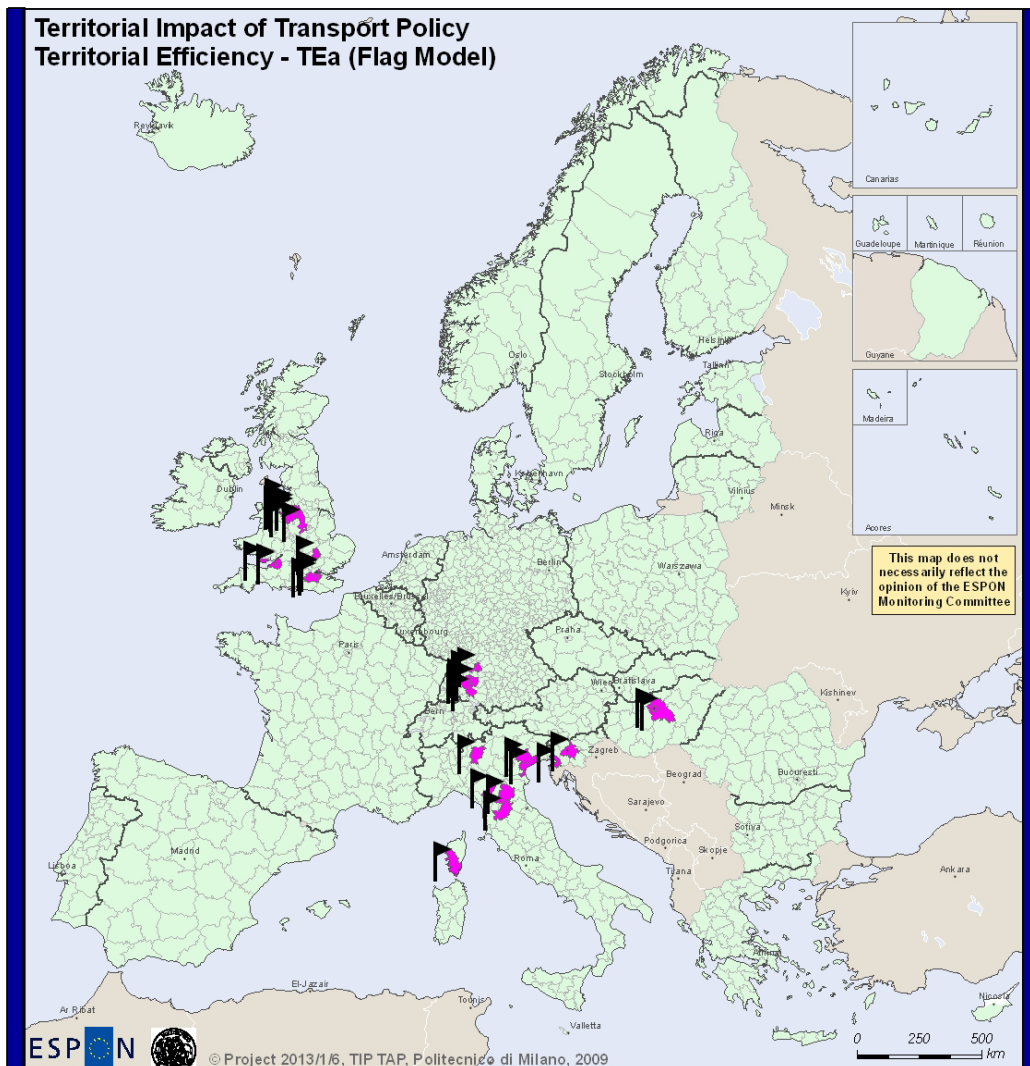 Territorial Impact of Transport Policy
Territorial Efficiency - TEa (Flag Model)
Reykjavik
Canarias
Guadeloupe
Martinique
Réunion
Guyane
Madeira
Acores
This map does not
necessarily reflect the
opinion of the ESPON
Monitoring Committee
Oslo
Helsinki
Tallinn
Stockholm
Riga
Dublin
Vilnius
Minsk
Amsterdam
Berlin
Warszawa
Kyiv
Luxembourg
Paris
Praha
Wien
Bratislava
Kishinev
Bern
Zagreb
Beograd
Bucuresti
Sarajevo
Sofiya
Podgorica
Skopje
Tirana
Roma
Madrid
Lisboa
Ankara
El-Jazair
Tounis
Ar Ribat
Valletta
Nicosia
ESPON
© Project 2013/1/6, TIP TAP, Politecnico di Milano, 2009
0 250 500
km